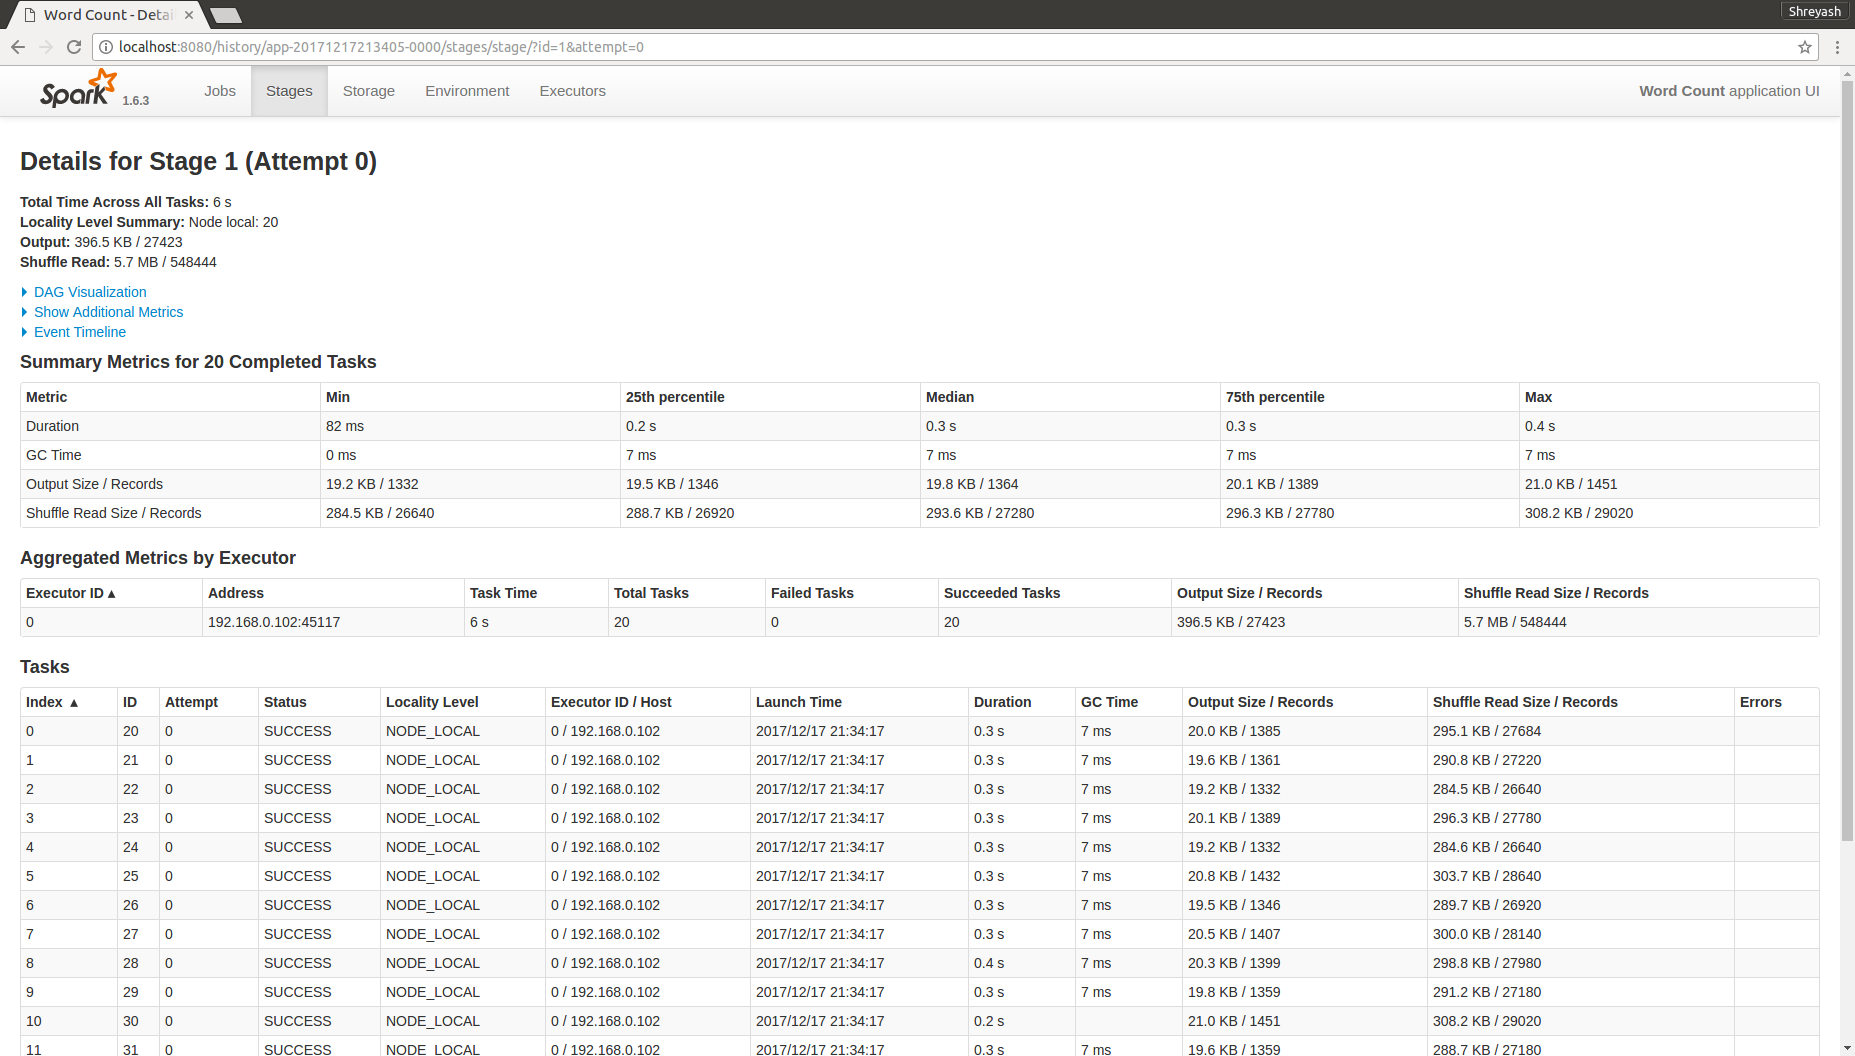 Word Count - Detai
Shreyash
localhost:8080/history/app-20171217213405-0000/stages/stage/?id=1&attempt=0
Spark 1.6.3 Jobs Stages Storage Environment Executors Word Count application UI
Details for Stage 1 (Attempt 0)
Total Time Across All Tasks: 6 s
Locality Level Summary: Node local: 20
Output: 396.5 KB / 27423
Shuffle Read: 5.7 MB / 548444
DAG Visualization
Show Additional Metrics
Event Timeline
Summary Metrics for 20 Completed Tasks
Metric Min 25th percentile Median 75th percentile Max
Duration 82 ms 0.2 s 0.3 s 0.3 s 0.4 s
GC Time 0 ms 7 ms 7 ms 7 ms 7 ms
Output Size / Records 19.2 KB / 1332 19.5 KB / 1346 19.8 KB / 1364 20.1 KB / 1389 21.0 KB / 1451
Shuffle Read Size / Records 284.5 KB / 26640 288.7 KB / 26920 293.6 KB / 27280 296.3 KB / 27780 308.2 KB / 29020
Aggregated Metrics by Executor
Executor ID ▴ Address Task Time Total Tasks Failed Tasks Succeeded Tasks Output Size / Records Shuffle Read Size / Records
0 192.168.0.102:45117 6 s 20 0 20 396.5 KB / 27423 5.7 MB / 548444
Tasks
Index ▴ ID Attempt Status Locality Level Executor ID / Host Launch Time Duration GC Time Output Size / Records Shuffle Read Size / Records Errors
0 20 0 SUCCESS NODE_LOCAL 0 / 192.168.0.102 2017/12/17 21:34:17 0.3 s 7 ms 20.0 KB / 1385 295.1 KB / 27684
1 21 0 SUCCESS NODE_LOCAL 0 / 192.168.0.102 2017/12/17 21:34:17 0.3 s 7 ms 19.6 KB / 1361 290.8 KB / 27220
2 22 0 SUCCESS NODE_LOCAL 0 / 192.168.0.102 2017/12/17 21:34:17 0.3 s 7 ms 19.2 KB / 1332 284.5 KB / 26640
3 23 0 SUCCESS NODE_LOCAL 0 / 192.168.0.102 2017/12/17 21:34:17 0.3 s 7 ms 20.1 KB / 1389 296.3 KB / 27780
4 24 0 SUCCESS NODE_LOCAL 0 / 192.168.0.102 2017/12/17 21:34:17 0.3 s 7 ms 19.2 KB / 1332 284.6 KB / 26640
5 25 0 SUCCESS NODE_LOCAL 0 / 192.168.0.102 2017/12/17 21:34:17 0.3 s 7 ms 20.8 KB / 1432 303.7 KB / 28640
6 26 0 SUCCESS NODE_LOCAL 0 / 192.168.0.102 2017/12/17 21:34:17 0.3 s 7 ms 19.5 KB / 1346 289.7 KB / 26920
7 27 0 SUCCESS NODE_LOCAL 0 / 192.168.0.102 2017/12/17 21:34:17 0.3 s 7 ms 20.5 KB / 1407 300.0 KB / 28140
8 28 0 SUCCESS NODE_LOCAL 0 / 192.168.0.102 2017/12/17 21:34:17 0.4 s 7 ms 20.3 KB / 1399 298.8 KB / 27980
9 29 0 SUCCESS NODE_LOCAL 0 / 192.168.0.102 2017/12/17 21:34:17 0.3 s 7 ms 19.8 KB / 1359 291.2 KB / 27180
10 30 0 SUCCESS NODE_LOCAL 0 / 192.168.0.102 2017/12/17 21:34:17 0.2 s 21.0 KB / 1451 308.2 KB / 29020
11 31 0 SUCCESS NODE_LOCAL 0 / 192.168.0.102 2017/12/17 21:34:17 0.3 s 7 ms 19.6 KB / 1359 288.7 KB / 27180